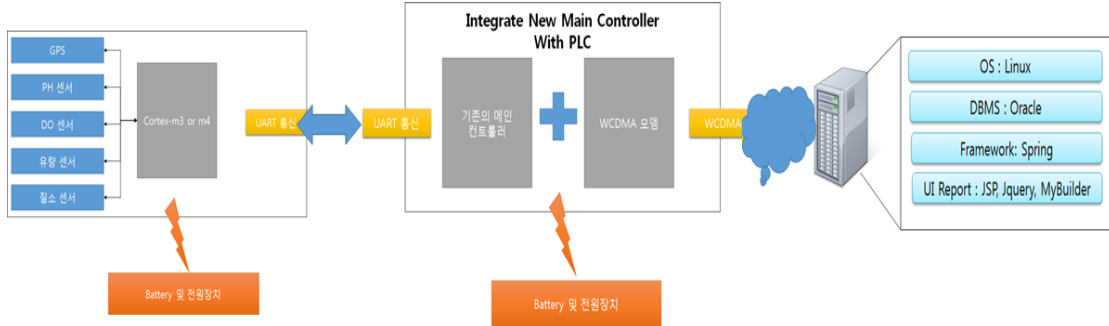 GPS
PH 센서
DO 센서
유량 센서
질소 센서
Cortex-m3 or m4
UART 통신
Battery 및 전원장치
Integrate New Main Controller
With PLC
UART 통신
기존의 메인
컨트롤러
WCDMA 모뎀
WCDMA
Battery 및 전원장치
OS : Linux
DBMS : Oracle
Framework: Spring
UI Report : JSP, Jquery, MyBuilder